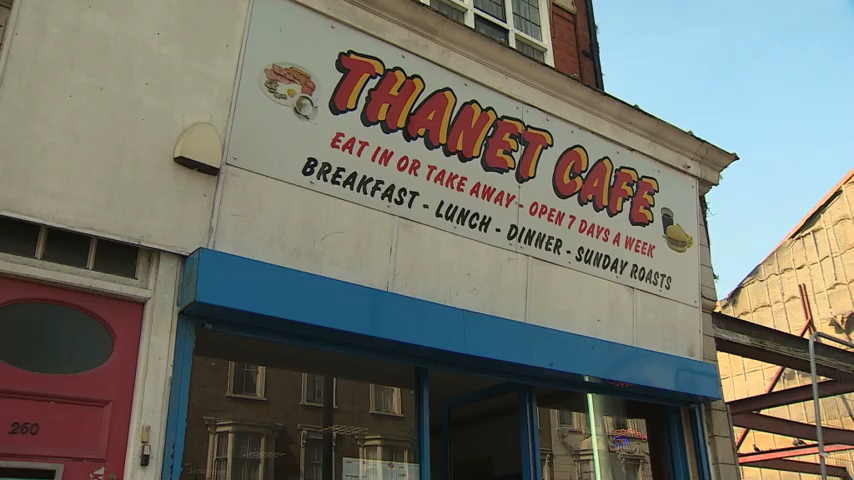 THANET CAFE
EAT IN OR TAKE AWAY - OPEN 7 DAYS A WEEK
BREAKFAST - LUNCH - DINNER - SUNDAY ROASTS
260